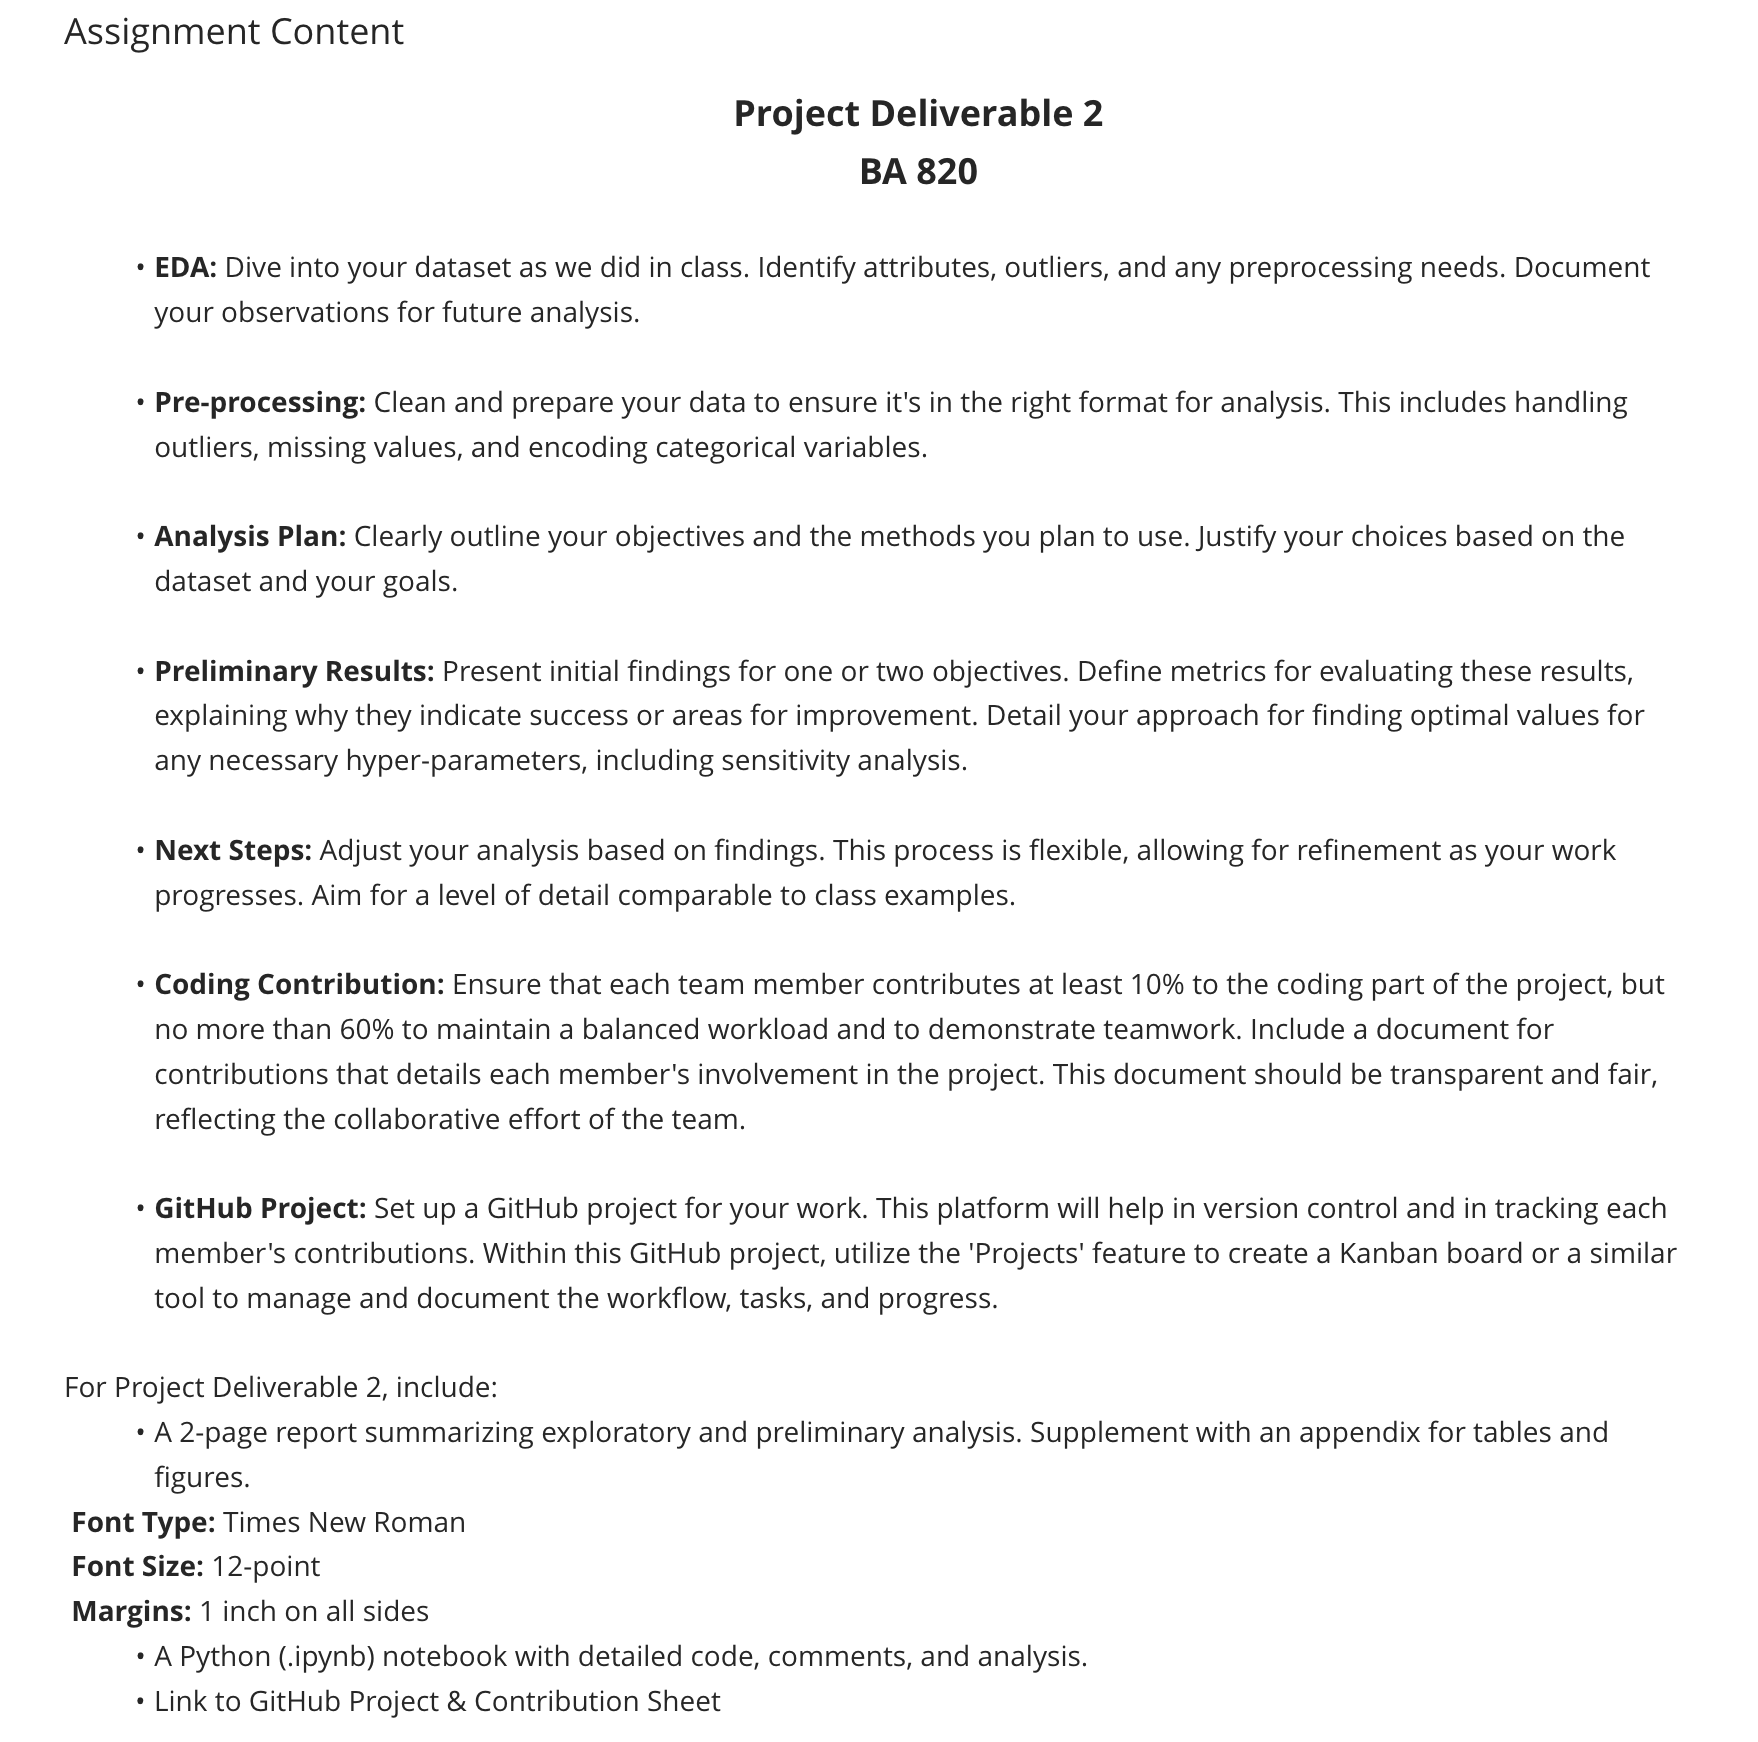 Assignment Content
Project Deliverable 2
BA 820
• EDA: Dive into your dataset as we did in class. Identify attributes, outliers, and any preprocessing needs. Document
your observations for future analysis.
• Pre-processing: Clean and prepare your data to ensure it's in the right format for analysis. This includes handling
outliers, missing values, and encoding categorical variables.
• Analysis Plan: Clearly outline your objectives and the methods you plan to use. Justify your choices based on the
dataset and your goals.
• Preliminary Results: Present initial findings for one or two objectives. Define metrics for evaluating these results,
explaining why they indicate success or areas for improvement. Detail your approach for finding optimal values for
any necessary hyper-parameters, including sensitivity analysis.
• Next Steps: Adjust your analysis based on findings. This process is flexible, allowing for refinement as your work
progresses. Aim for a level of detail comparable to class examples.
• Coding Contribution: Ensure that each team member contributes at least 10% to the coding part of the project, but
no more than 60% to maintain a balanced workload and to demonstrate teamwork. Include a document for
contributions that details each member's involvement in the project. This document should be transparent and fair,
reflecting the collaborative effort of the team.
• GitHub Project: Set up a GitHub project for your work. This platform will help in version control and in tracking each
member's contributions. Within this GitHub project, utilize the 'Projects' feature to create a Kanban board or a similar
tool to manage and document the workflow, tasks, and progress.
For Project Deliverable 2, include:
• A 2-page report summarizing exploratory and preliminary analysis. Supplement with an appendix for tables and
figures.
Font Type: Times New Roman
Font Size: 12-point
Margins: 1 inch on all sides
• A Python (.ipynb) notebook with detailed code, comments, and analysis.
• Link to GitHub Project & Contribution Sheet